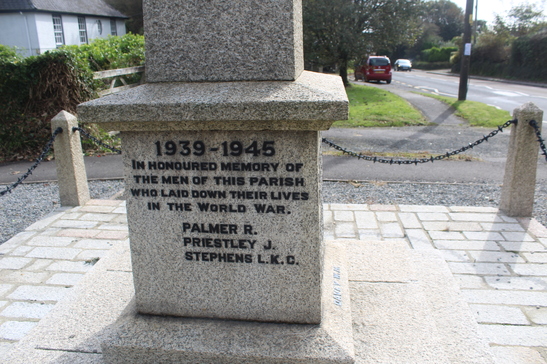 1939-1945
IN HONOURED MEMORY OF
THE MEN OF THIS PARISH
WHO LAID DOWN THEIR LIVES
IN THE WORLD WAR.
PALMER R.
PRIESTLEY J.
STEPHENS L.K.C.